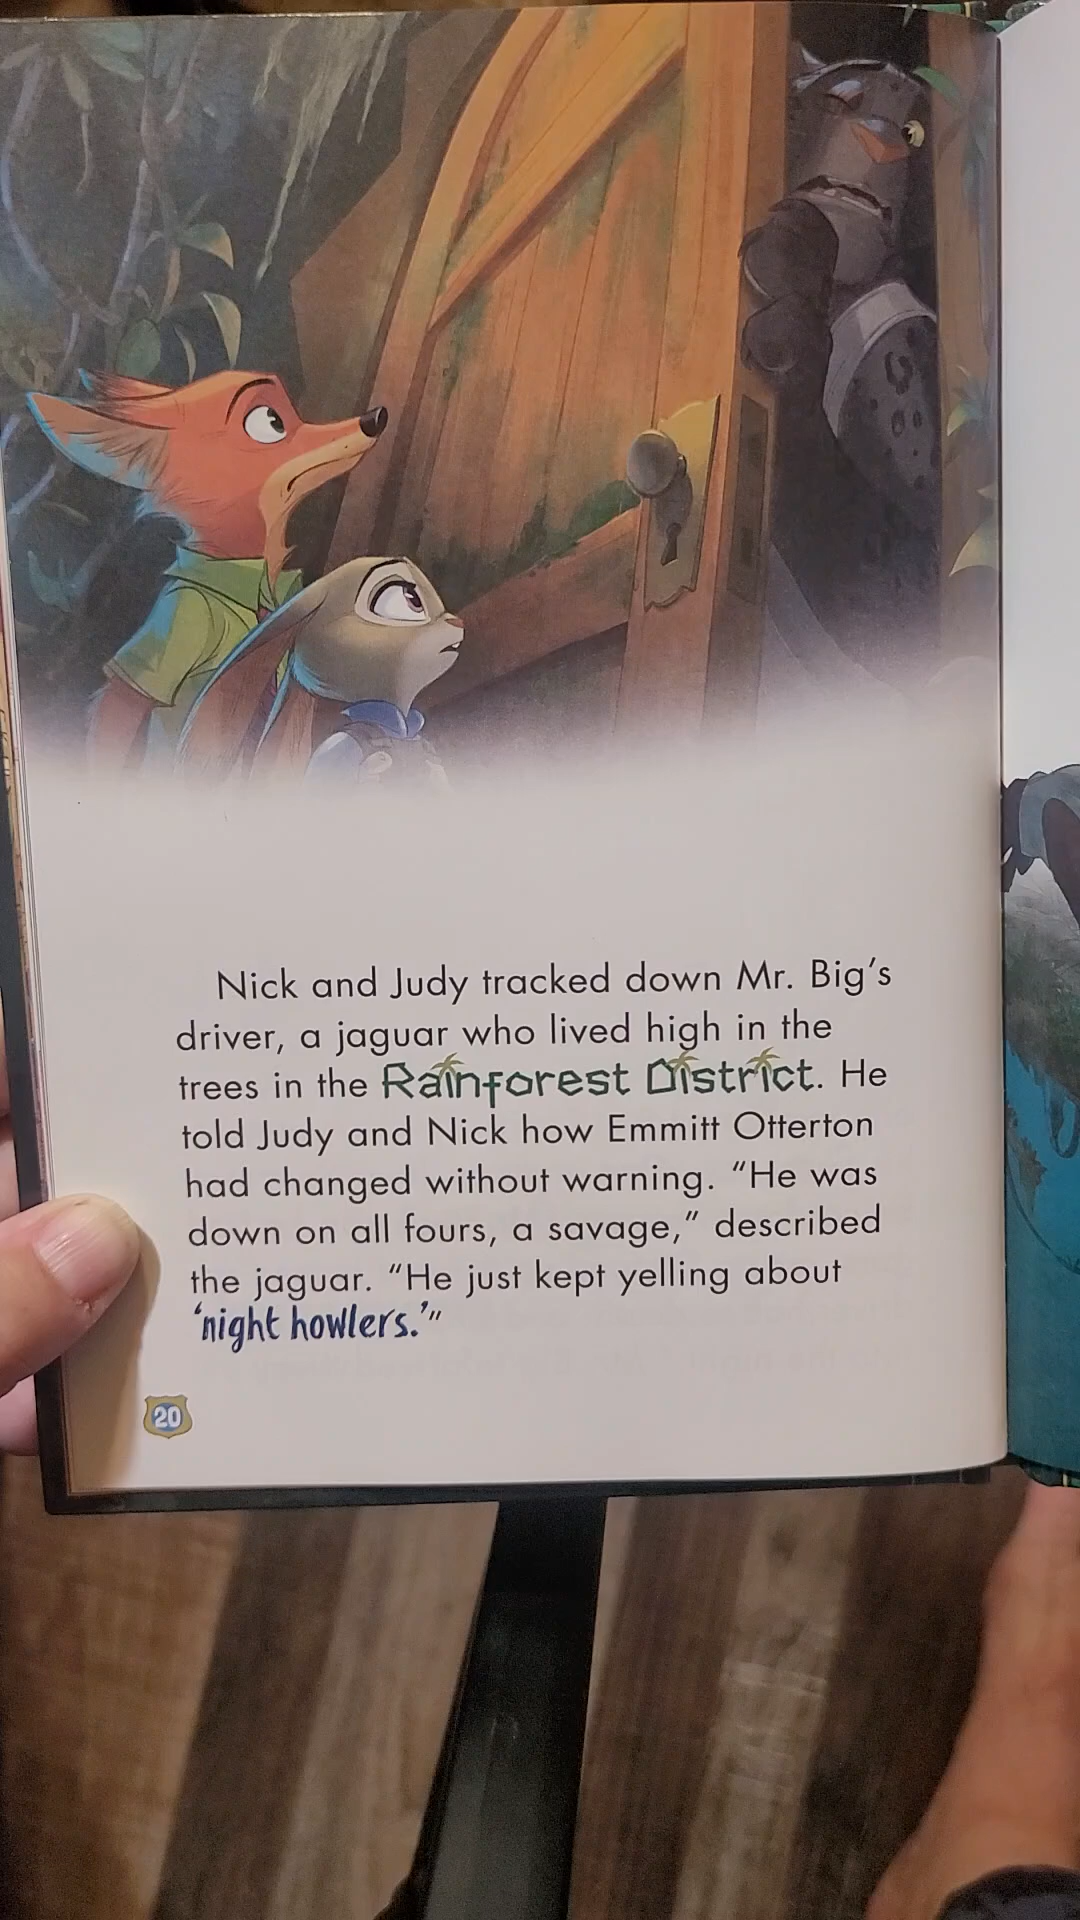 Nick and Judy tracked down Mr. Big's
driver, a jaguar who lived high in the
trees in the Rainforest District. He
told Judy and Nick how Emmitt Otterton
had changed without warning. “He was
down on all fours, a savage,” described
the jaguar. “He just kept yelling about
‘night howlers.’”
20